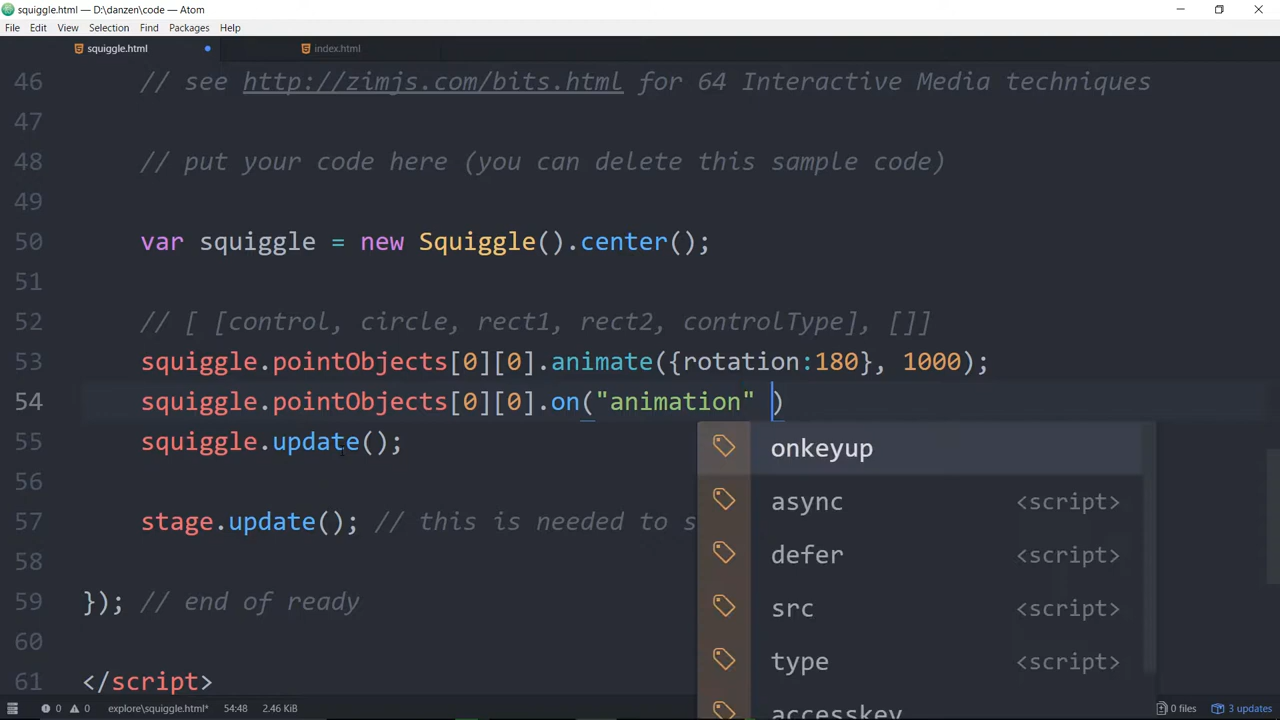 squiggle.html — D:\danzen\code — Atom
File Edit View Selection Find Packages Help
squiggle.html index.html
46 // see http://zimjs.com/bits.html for 64 Interactive Media techniques
47
48 // put your code here (you can delete this sample code)
49
50 var squiggle = new Squiggle().center();
51
52 // [ [control, circle, rect1, rect2, controlType], []]
53 squiggle.pointObjects[0][0].animate({rotation:180}, 1000);
54 squiggle.pointObjects[0][0].on("animation" )
55 squiggle.update();
onkeyup
56
async <script>
57 stage.update(); // this is needed to s
defer <script>
58
59 }); // end of ready
src <script>
60
type <script>
61 </script>
accesskey
0 0 explore\squiggle.html* 54:48 2.46 KiB 0 files 3 updates